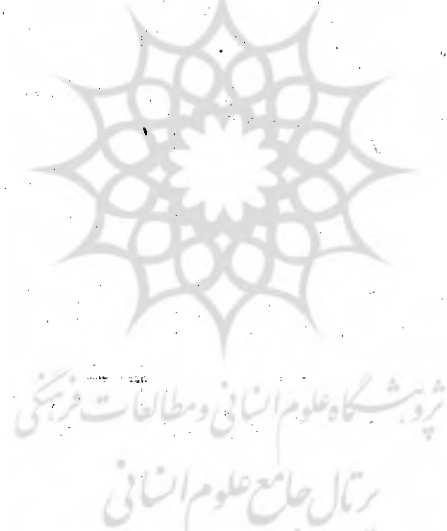 پژوهشگاه علوم انسانی و مطالعات فرهنگی
پرتال جامع علوم انسانی